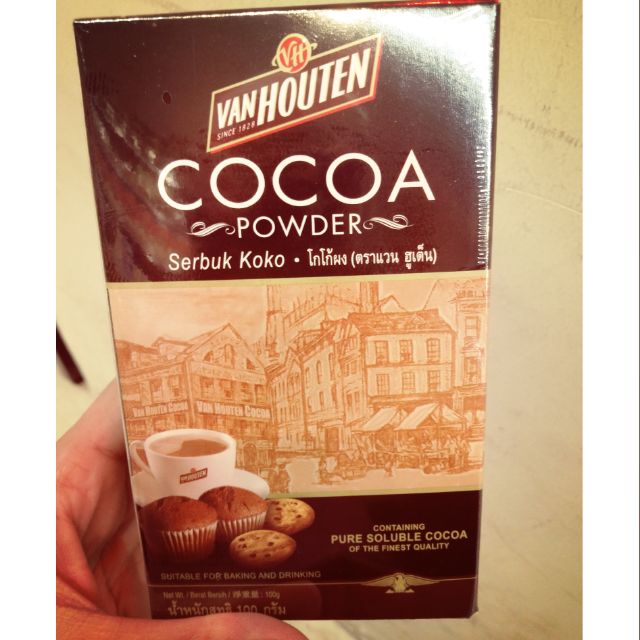 VH
VAN HOUTEN
SINCE 1828
COCOA
POWDER
Serbuk Koko • โกโก้ผง (ตราแวน ฮูเต็น)
VAN HOUTEN COCOA
VAN HOUTEN COCOA
VAN HOUTEN
CONTAINING
PURE SOLUBLE COCOA
OF THE FINEST QUALITY
SUITABLE FOR BAKING AND DRINKING
Net Wt. / Berat Bersih / 淨重量 : 100g
น้ำหนักสุทธิ 100 กรัม